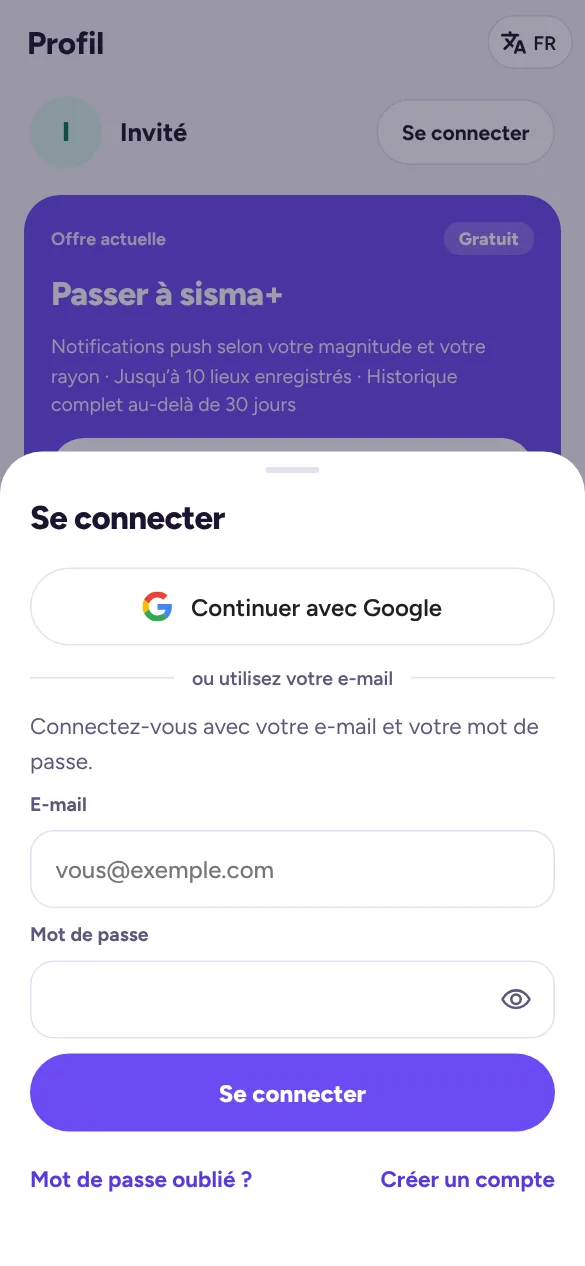 Profil
FR
I
Invité
Se connecter
Offre actuelle
Gratuit
Passer à sisma+
Notifications push selon votre magnitude et votre
rayon · Jusqu’à 10 lieux enregistrés · Historique
complet au-delà de 30 jours
Se connecter
Continuer avec Google
ou utilisez votre e-mail
Connectez-vous avec votre e-mail et votre mot de
passe.
E-mail
vous@exemple.com
Mot de passe
Se connecter
Mot de passe oublié ?
Créer un compte